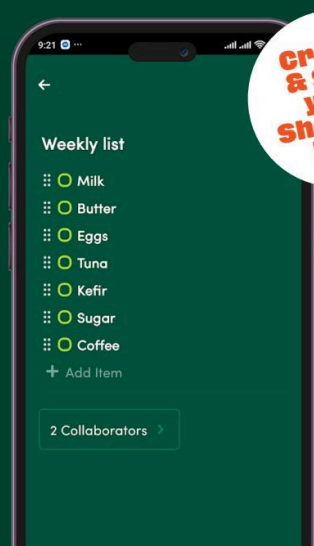 9:21
Weekly list
Milk
Butter
Eggs
Tuna
Kefir
Sugar
Coffee
+ Add Item
2 Collaborators >
&